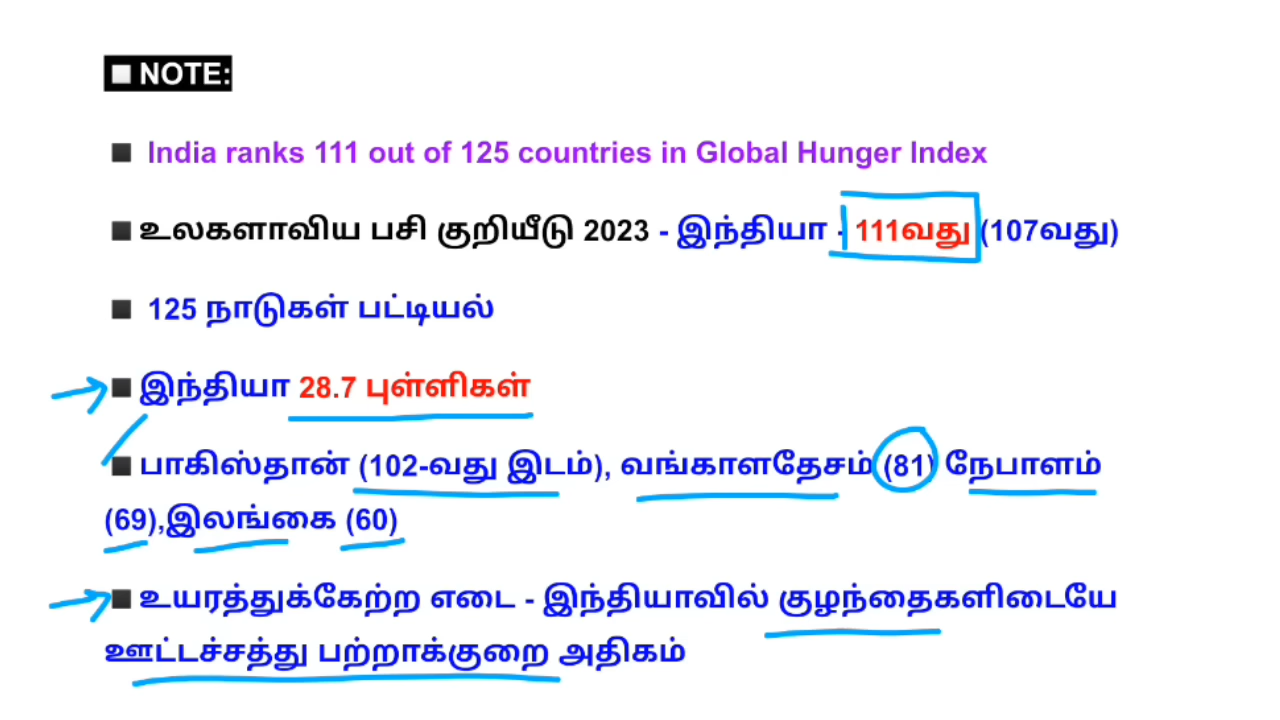 NOTE:
India ranks 111 out of 125 countries in Global Hunger Index
உலகளாவிய பசி குறியீடு 2023 - இந்தியா - 111வது (107வது)
125 நாடுகள் பட்டியல்
இந்தியா 28.7 புள்ளிகள்
பாகிஸ்தான் (102-வது இடம்), வங்காளதேசம் (81) நேபாளம்
(69),இலங்கை (60)
உயரத்துக்கேற்ற எடை - இந்தியாவில் குழந்தைகளிடையே
ஊட்டச்சத்து பற்றாக்குறை அதிகம்